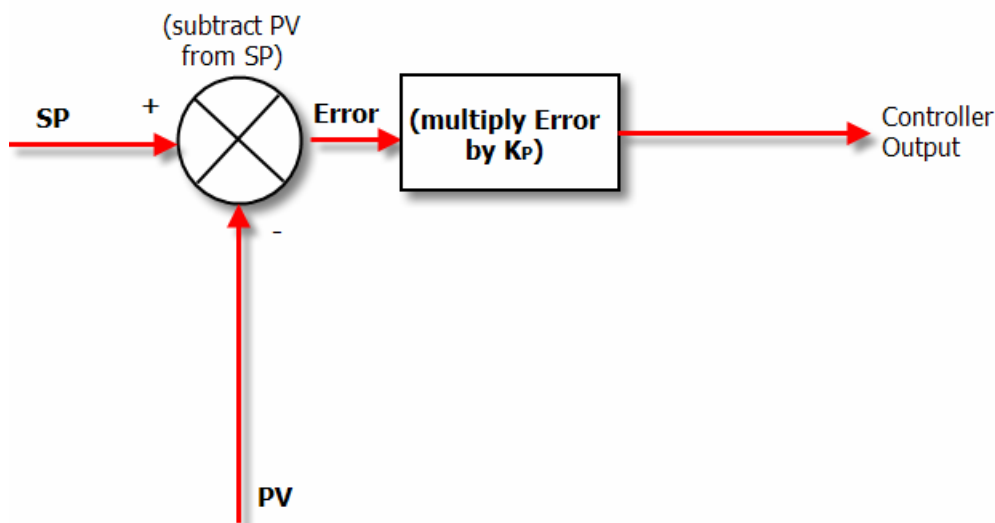 (subtract PV
from SP)
SP
+
Error
(multiply Error
by KP)
Controller
Output
-
PV